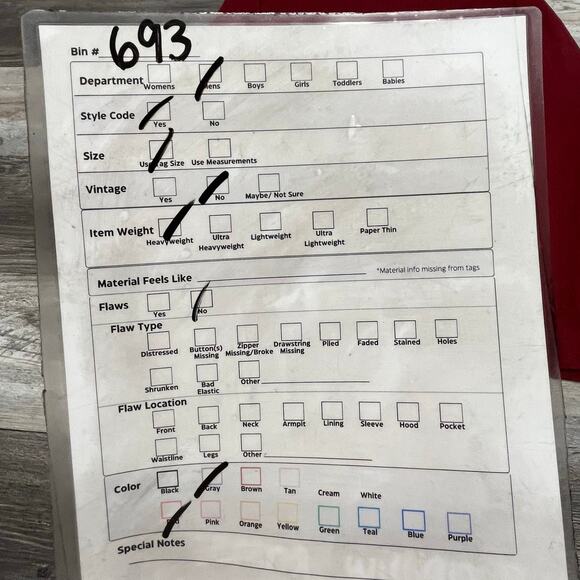 Bin # 693
Department Womens Mens Boys Girls Toddlers Babies
Style Code Yes No
Size Use Tag Size Use Measurements
Vintage Yes No Maybe/ Not Sure
Item Weight Heavyweight Ultra Heavyweight Lightweight Ultra Lightweight Paper Thin
Material Feels Like *Material info missing from tags
Flaws Yes No
Flaw Type
Distressed Button(s) Missing Zipper Missing/Broke Drawstring Missing Piled Faded Stained Holes
Shrunken Bad Elastic Other
Flaw Location
Front Back Neck Armpit Lining Sleeve Hood Pocket
Waistline Legs Other
Color Black Gray Brown Tan Cream White
Red Pink Orange Yellow Green Teal Blue Purple
Special Notes